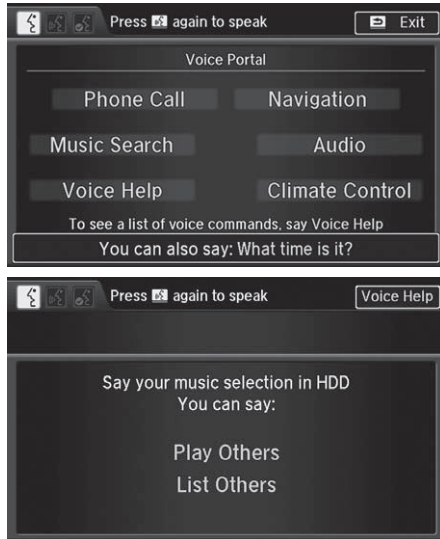 Press again to speak
Exit
Voice Portal
Phone Call Navigation
Music Search Audio
Voice Help Climate Control
To see a list of voice commands, say Voice Help
You can also say: What time is it?
Press again to speak
Voice Help
Say your music selection in HDD
You can say:
Play Others
List Others